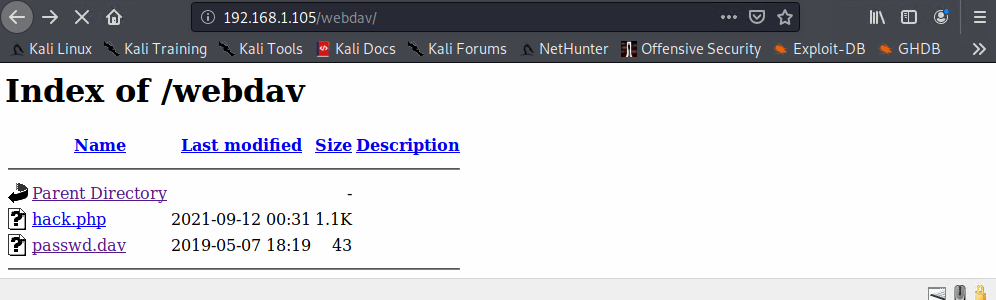 192.168.1.105/webdav/
Kali Linux Kali Training Kali Tools Kali Docs Kali Forums NetHunter Offensive Security Exploit-DB GHDB
Index of /webdav
Name Last modified Size Description
Parent Directory -
hack.php 2021-09-12 00:31 1.1K
passwd.dav 2019-05-07 18:19 43